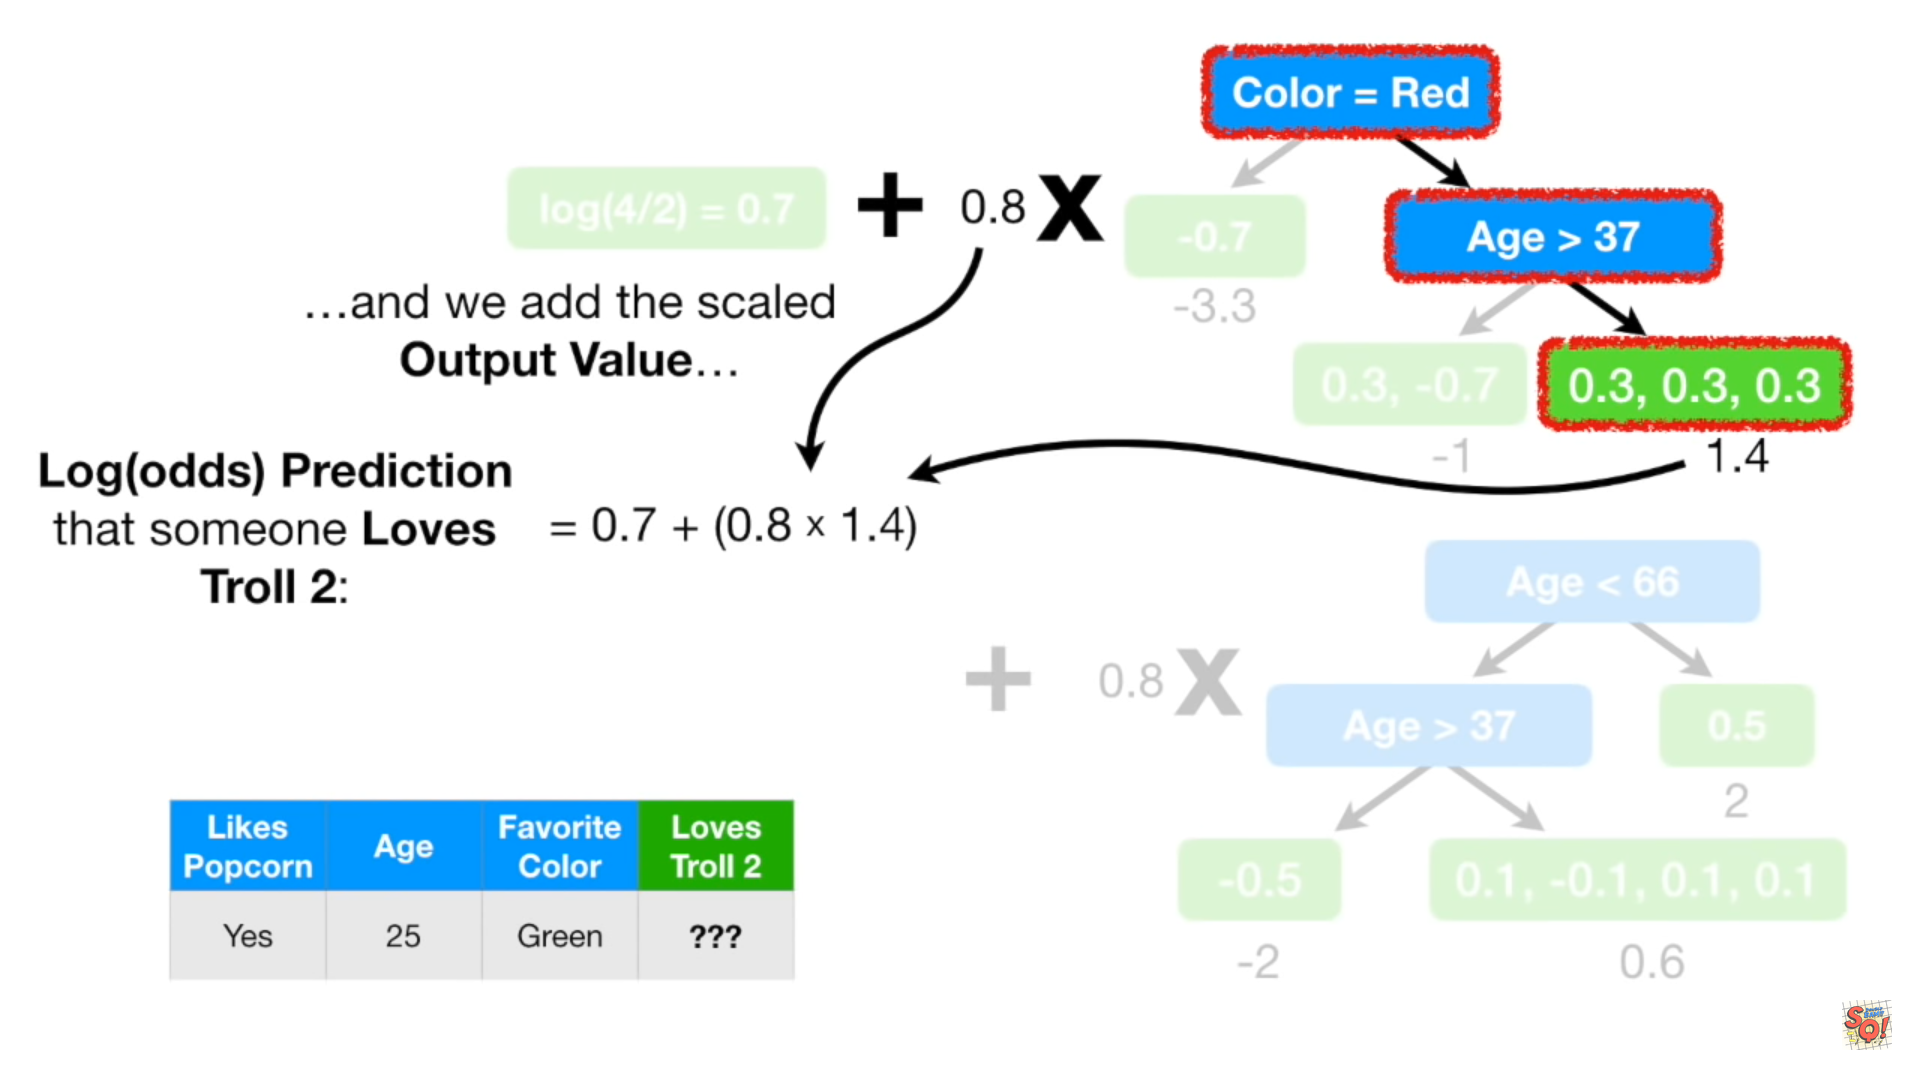 Color = Red
log(4/2) = 0.7
+ 0.8 X
-0.7
Age > 37
-3.3
…and we add the scaled
Output Value…
0.3, -0.7
0.3, 0.3, 0.3
-1
1.4
Log(odds) Prediction
that someone Loves
Troll 2:
= 0.7 + (0.8 x 1.4)
Age < 66
+ 0.8 X
Age > 37
0.5
2
-0.5
0.1, -0.1, 0.1, 0.1
-2
0.6
Likes Popcorn
Age
Favorite Color
Loves Troll 2
Yes
25
Green
???
SQ!